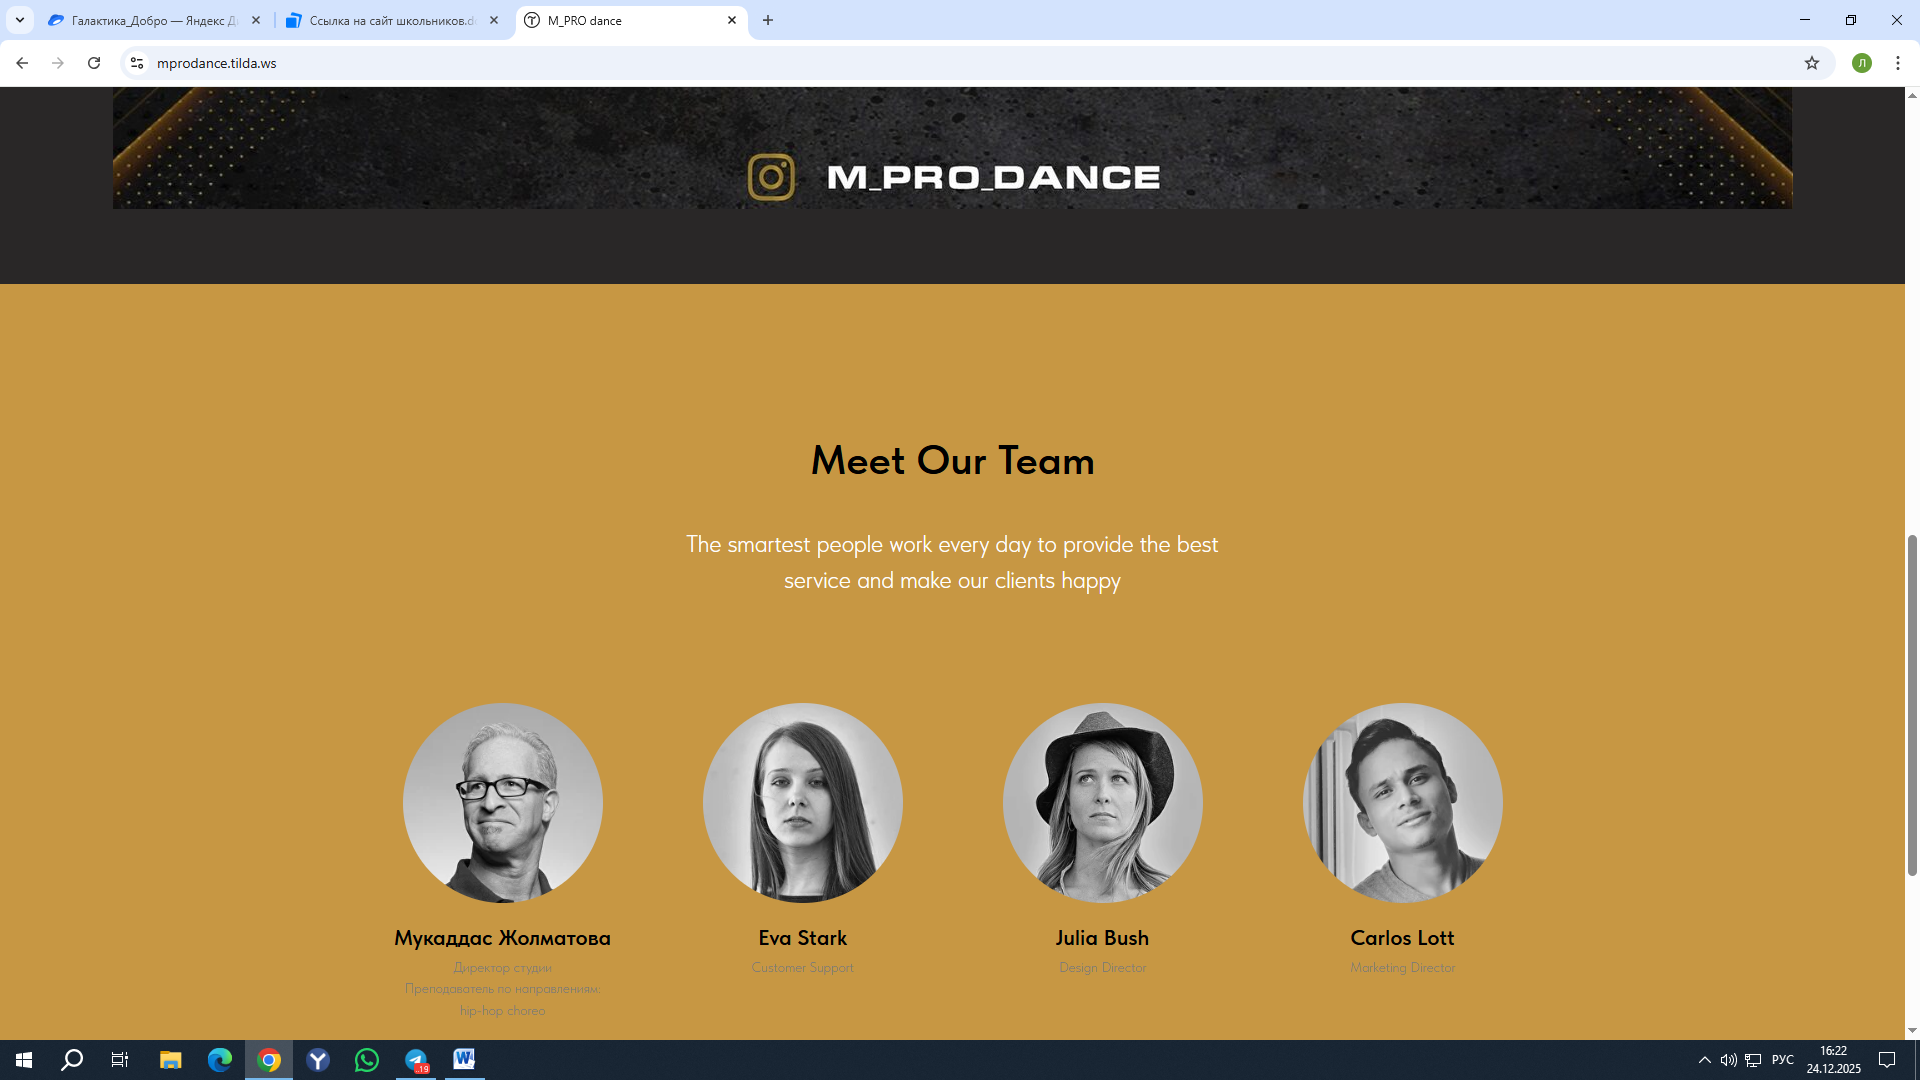 Галактика_Добро — Яндекс Д
Ссылка на сайт школьников.d
M_PRO dance
mprodance.tilda.ws
Л
M_PRO_DANCE
Meet Our Team
The smartest people work every day to provide the best
service and make our clients happy
Мукаддас Жолматова
Директор студии
Преподаватель по направлениям:
hip-hop choreo
Eva Stark
Customer Support
Julia Bush
Design Director
Carlos Lott
Marketing Director
..19
РУС
16:22
24.12.2025